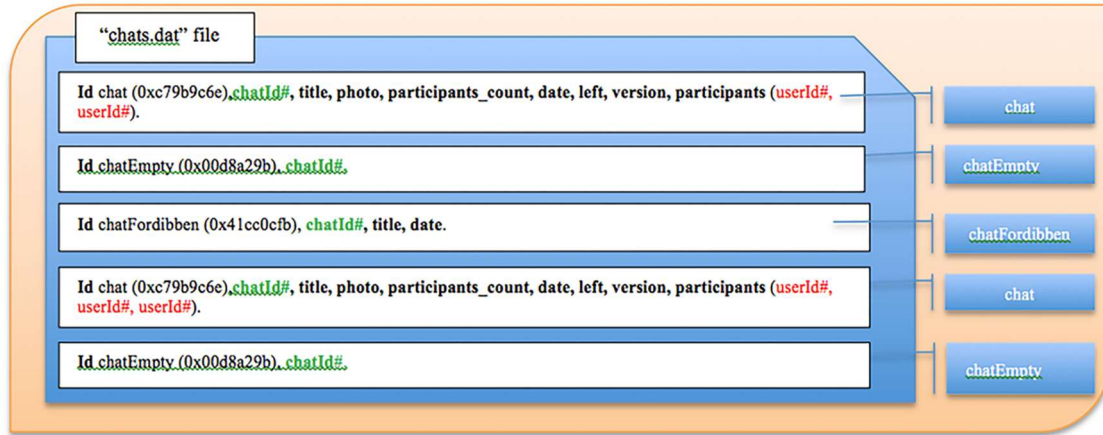 “chats.dat” file
Id chat (0xc79b9c6e),chatId#, title, photo, participants_count, date, left, version, participants (userId#,
userId#).
chat
Id chatEmpty (0x00d8a29b), chatId#,
chatEmpty
Id chatFordibben (0x41cc0cfb), chatId#, title, date.
chatFordibben
Id chat (0xc79b9c6e),chatId#, title, photo, participants_count, date, left, version, participants (userId#,
userId#, userId#).
chat
Id chatEmpty (0x00d8a29b), chatId#,
chatEmpty